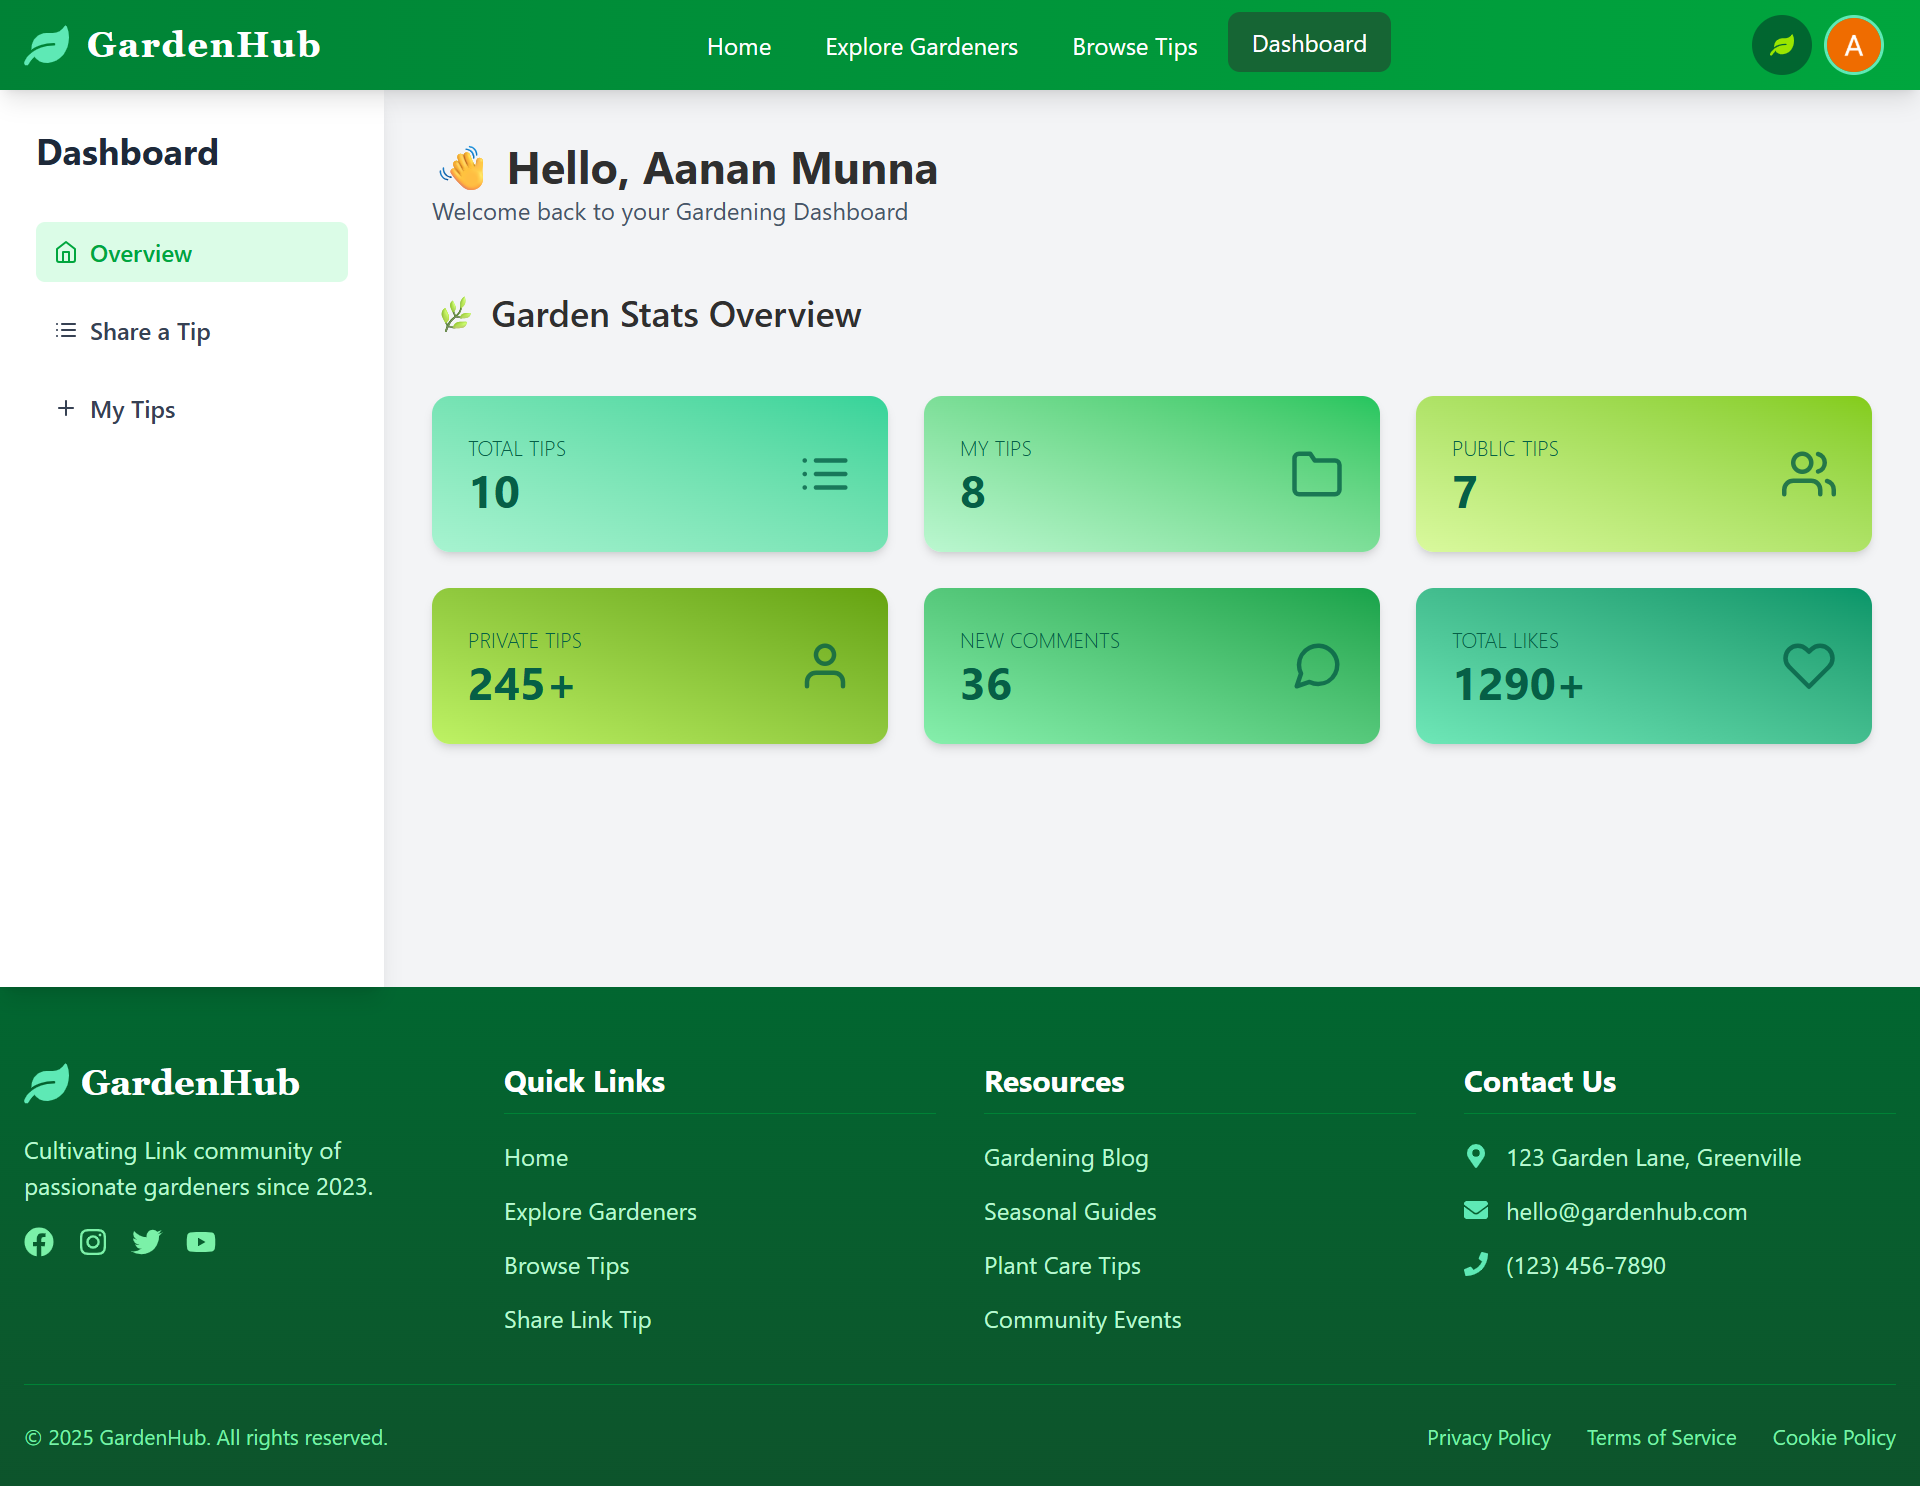 GardenHub
Home
Explore Gardeners
Browse Tips
Dashboard
A
Dashboard
Overview
Share a Tip
My Tips
👋 Hello, Aanan Munna
Welcome back to your Gardening Dashboard
🌿 Garden Stats Overview
TOTAL TIPS
10
MY TIPS
8
PUBLIC TIPS
7
PRIVATE TIPS
245+
NEW COMMENTS
36
TOTAL LIKES
1290+
GardenHub
Cultivating Link community of
passionate gardeners since 2023.
Quick Links
Home
Explore Gardeners
Browse Tips
Share Link Tip
Resources
Gardening Blog
Seasonal Guides
Plant Care Tips
Community Events
Contact Us
123 Garden Lane, Greenville
hello@gardenhub.com
(123) 456-7890
© 2025 GardenHub. All rights reserved.
Privacy Policy
Terms of Service
Cookie Policy